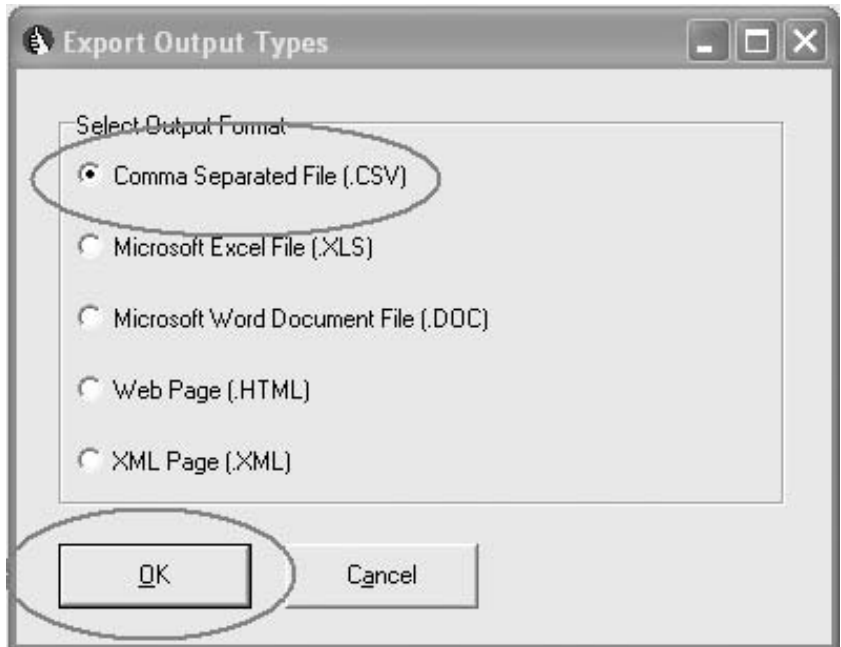 Export Output Types
Select Output Format
Comma Separated File (.CSV)
Microsoft Excel File (.XLS)
Microsoft Word Document File (.DOC)
Web Page (.HTML)
XML Page (.XML)
OK
Cancel